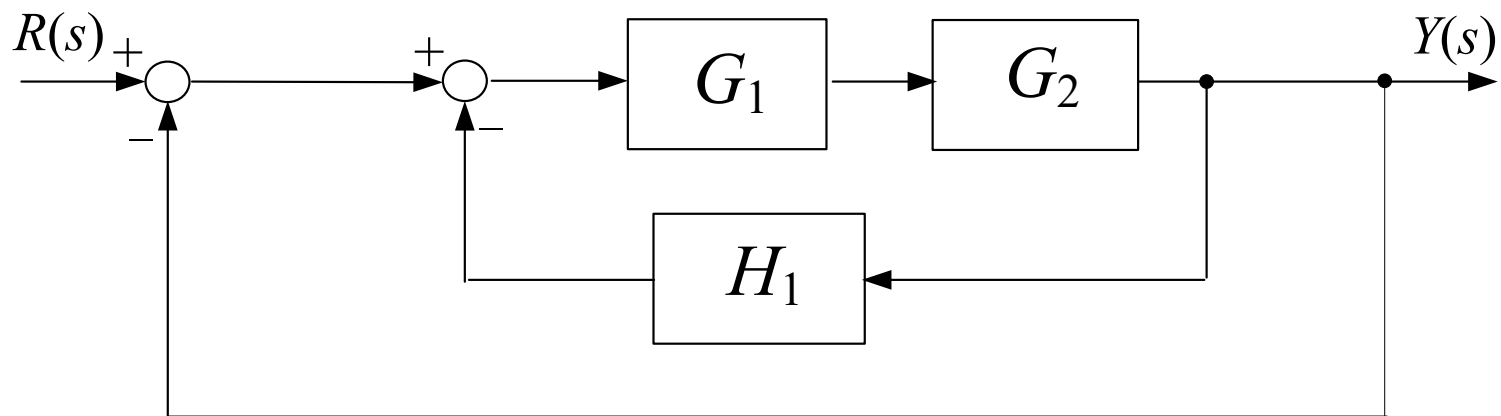 R(s) + + G₁ G₂ Y(s)
− −
H₁